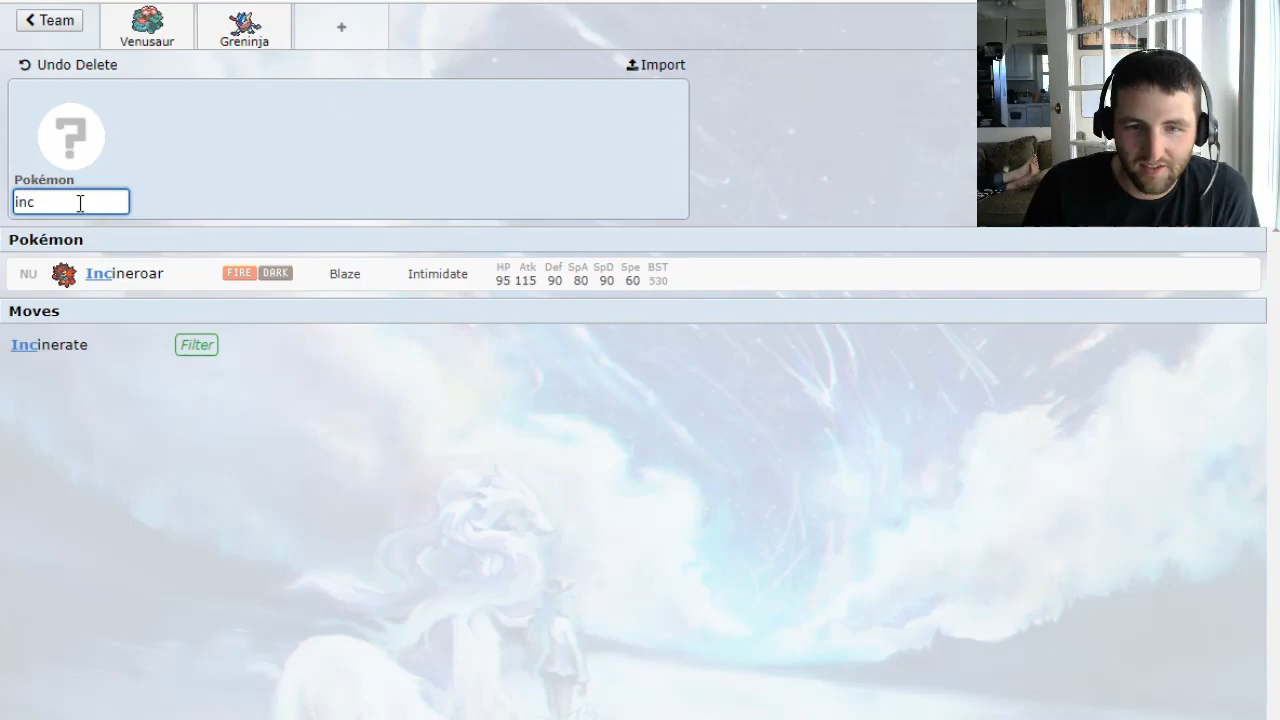 Team
Venusaur
Greninja
+
Undo Delete
Import
?
Pokémon
inc
Pokémon
NU Incineroar FIRE DARK Blaze Intimidate HP 95 Atk 115 Def 90 SpA 80 SpD 90 Spe 60 BST 530
Moves
Incinerate Filter